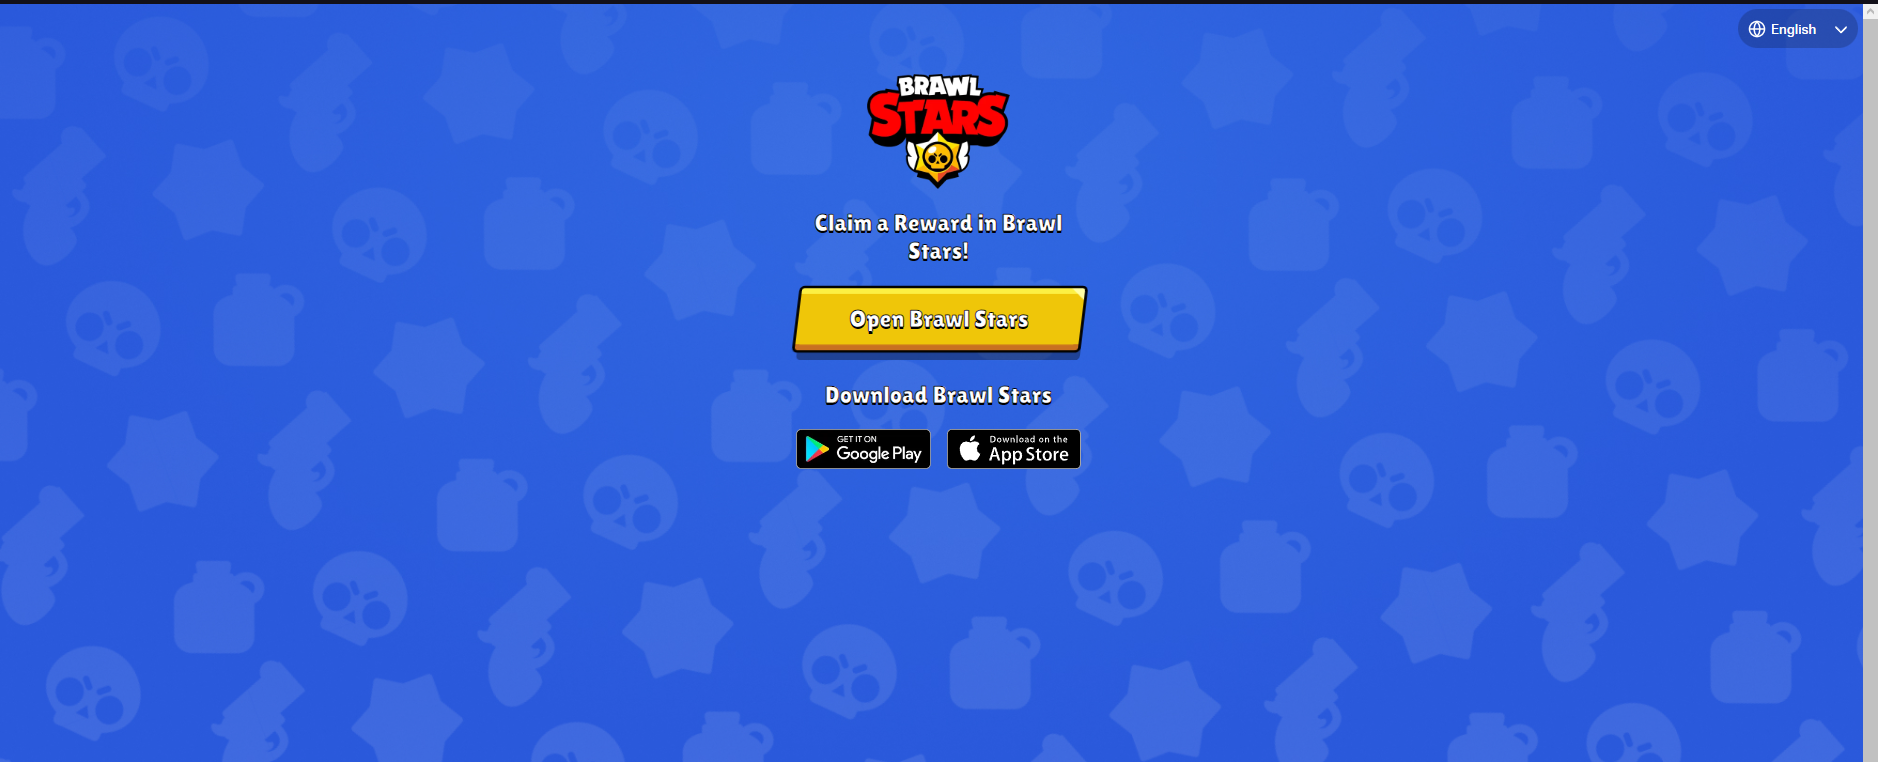 English
BRAWL
STARS
Claim a Reward in Brawl
Stars!
Open Brawl Stars
Download Brawl Stars
GET IT ON
Google Play
Download on the
App Store